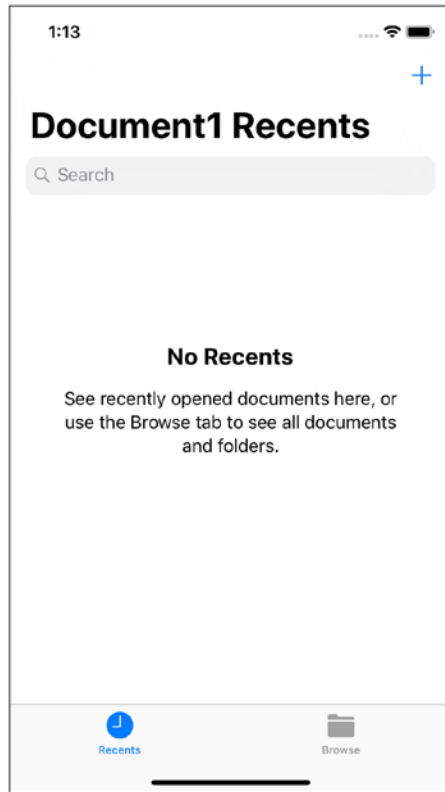 1:13
Document1 Recents
Search
No Recents
See recently opened documents here, or
use the Browse tab to see all documents
and folders.
Recents
Browse